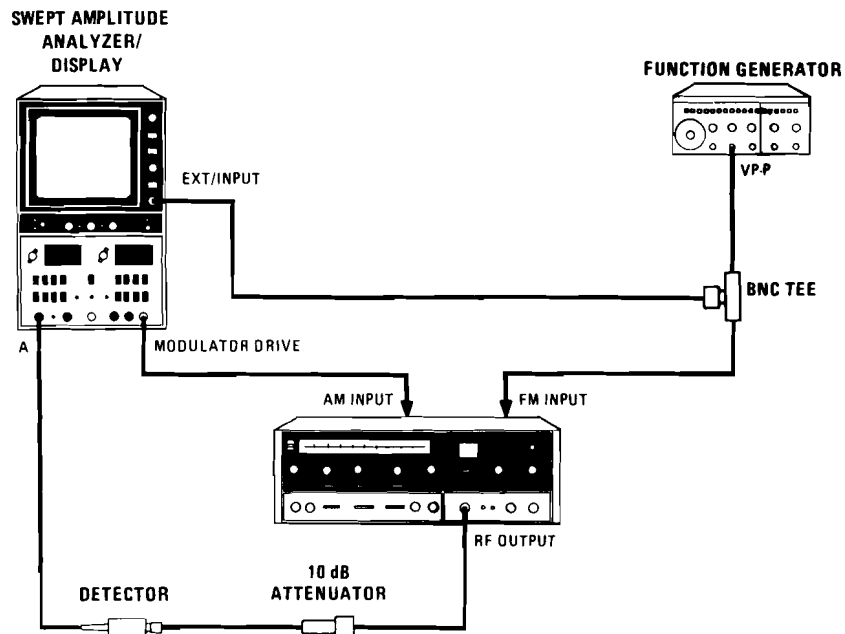 SWEPT AMPLITUDE
ANALYZER/
DISPLAY
FUNCTION GENERATOR
EXT/INPUT
VP-P
BNC TEE
A
MODULATOR DRIVE
AM INPUT
FM INPUT
RF OUTPUT
DETECTOR
10 dB
ATTENUATOR